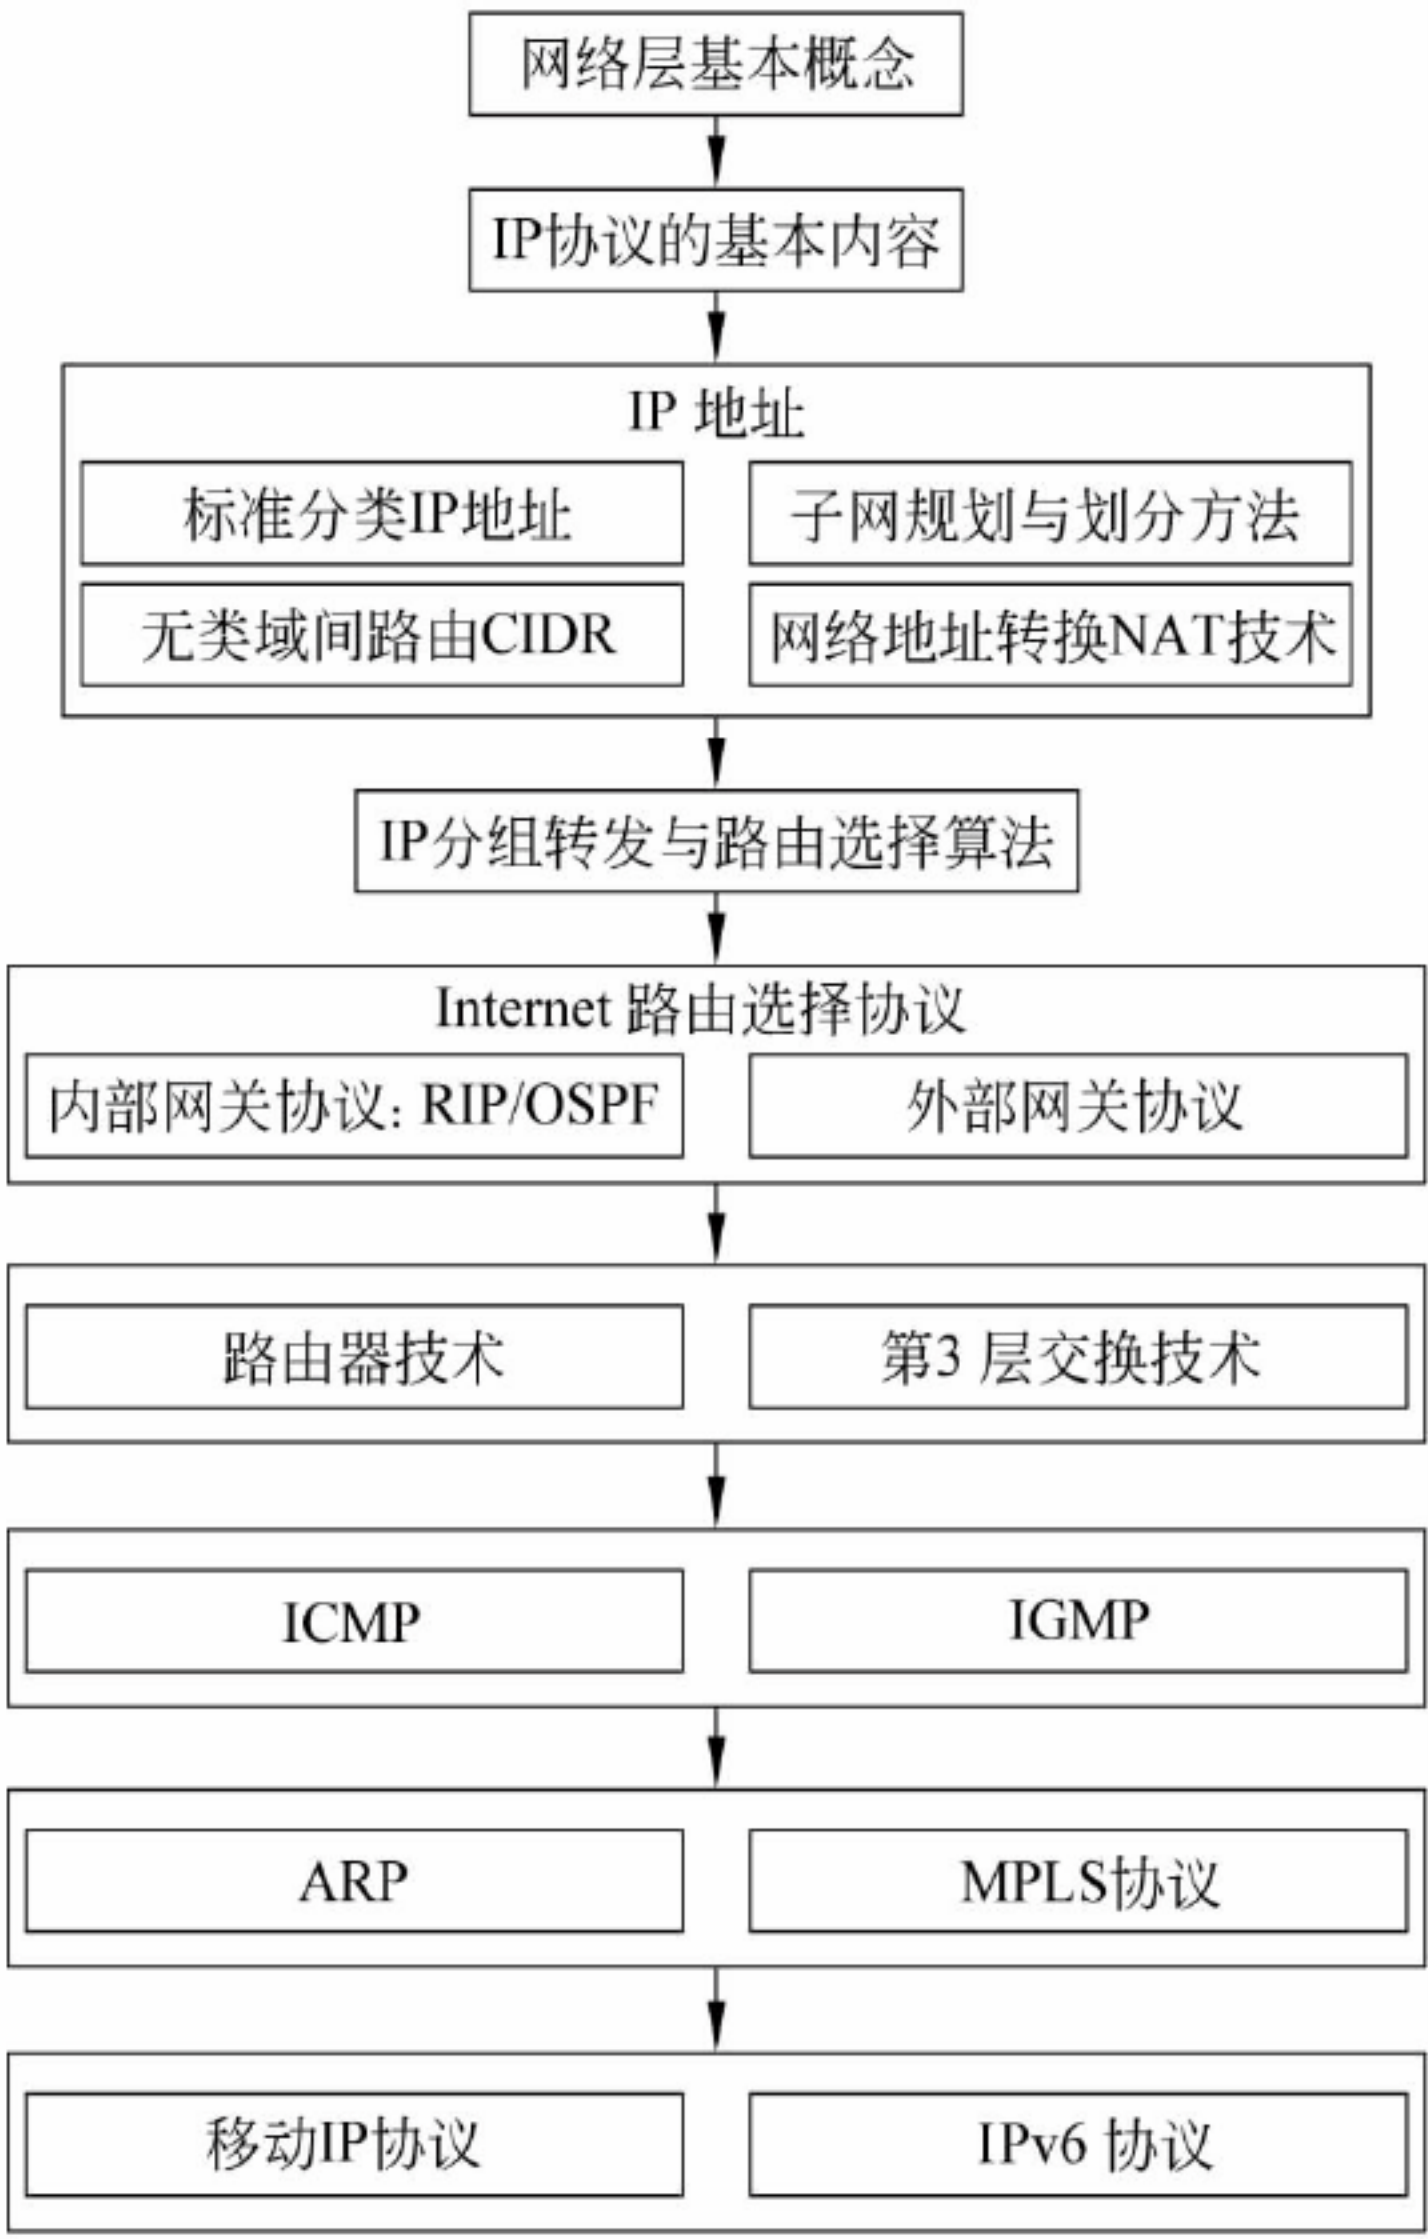 网络层基本概念
IP协议的基本内容
IP 地址
标准分类IP地址
子网规划与划分方法
无类域间路由CIDR
网络地址转换NAT技术
IP分组转发与路由选择算法
Internet 路由选择协议
内部网关协议: RIP/OSPF
外部网关协议
路由器技术
第3 层交换技术
ICMP
IGMP
ARP
MPLS协议
移动IP协议
IPv6 协议